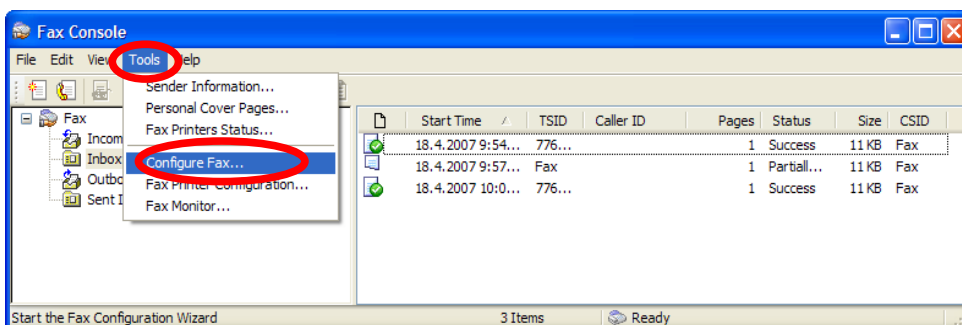 Fax Console
File Edit View Tools Help
Sender Information...
Personal Cover Pages...
Fax Printers Status...
Configure Fax...
Fax Printer Configuration...
Fax Monitor...
Fax
Incom
Inbox
Outbo
Sent I
Start Time TSID Caller ID Pages Status Size CSID
18.4.2007 9:54... 776... 1 Success 11 KB Fax
18.4.2007 9:57... Fax 1 Partiall... 11 KB Fax
18.4.2007 10:0... 776... 1 Success 11 KB Fax
Start the Fax Configuration Wizard 3 Items Ready